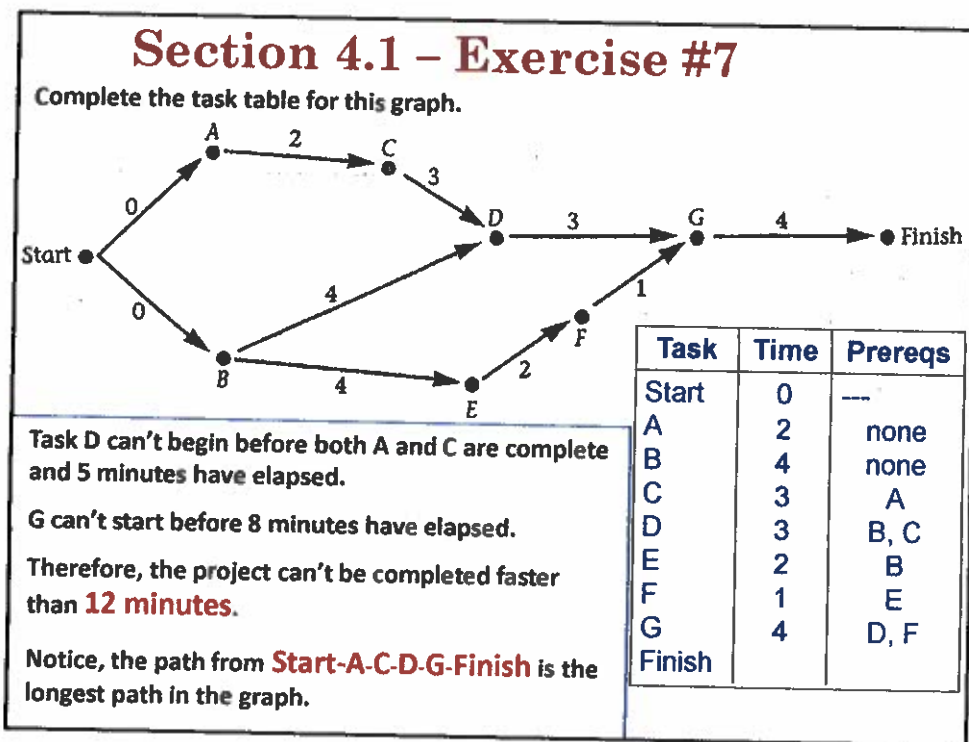 Section 4.1 – Exercise #7
Complete the task table for this graph.
A
2
C
3
0
D
3
G
4
Start
Finish
4
0
1
F
B
4
2
E
Task Time Prereqs
Start 0 ---
A 2 none
B 4 none
C 3 A
D 3 B, C
E 2 B
F 1 E
G 4 D, F
Finish
Task D can't begin before both A and C are complete
and 5 minutes have elapsed.
G can't start before 8 minutes have elapsed.
Therefore, the project can't be completed faster
than 12 minutes.
Notice, the path from Start-A-C-D-G-Finish is the
longest path in the graph.